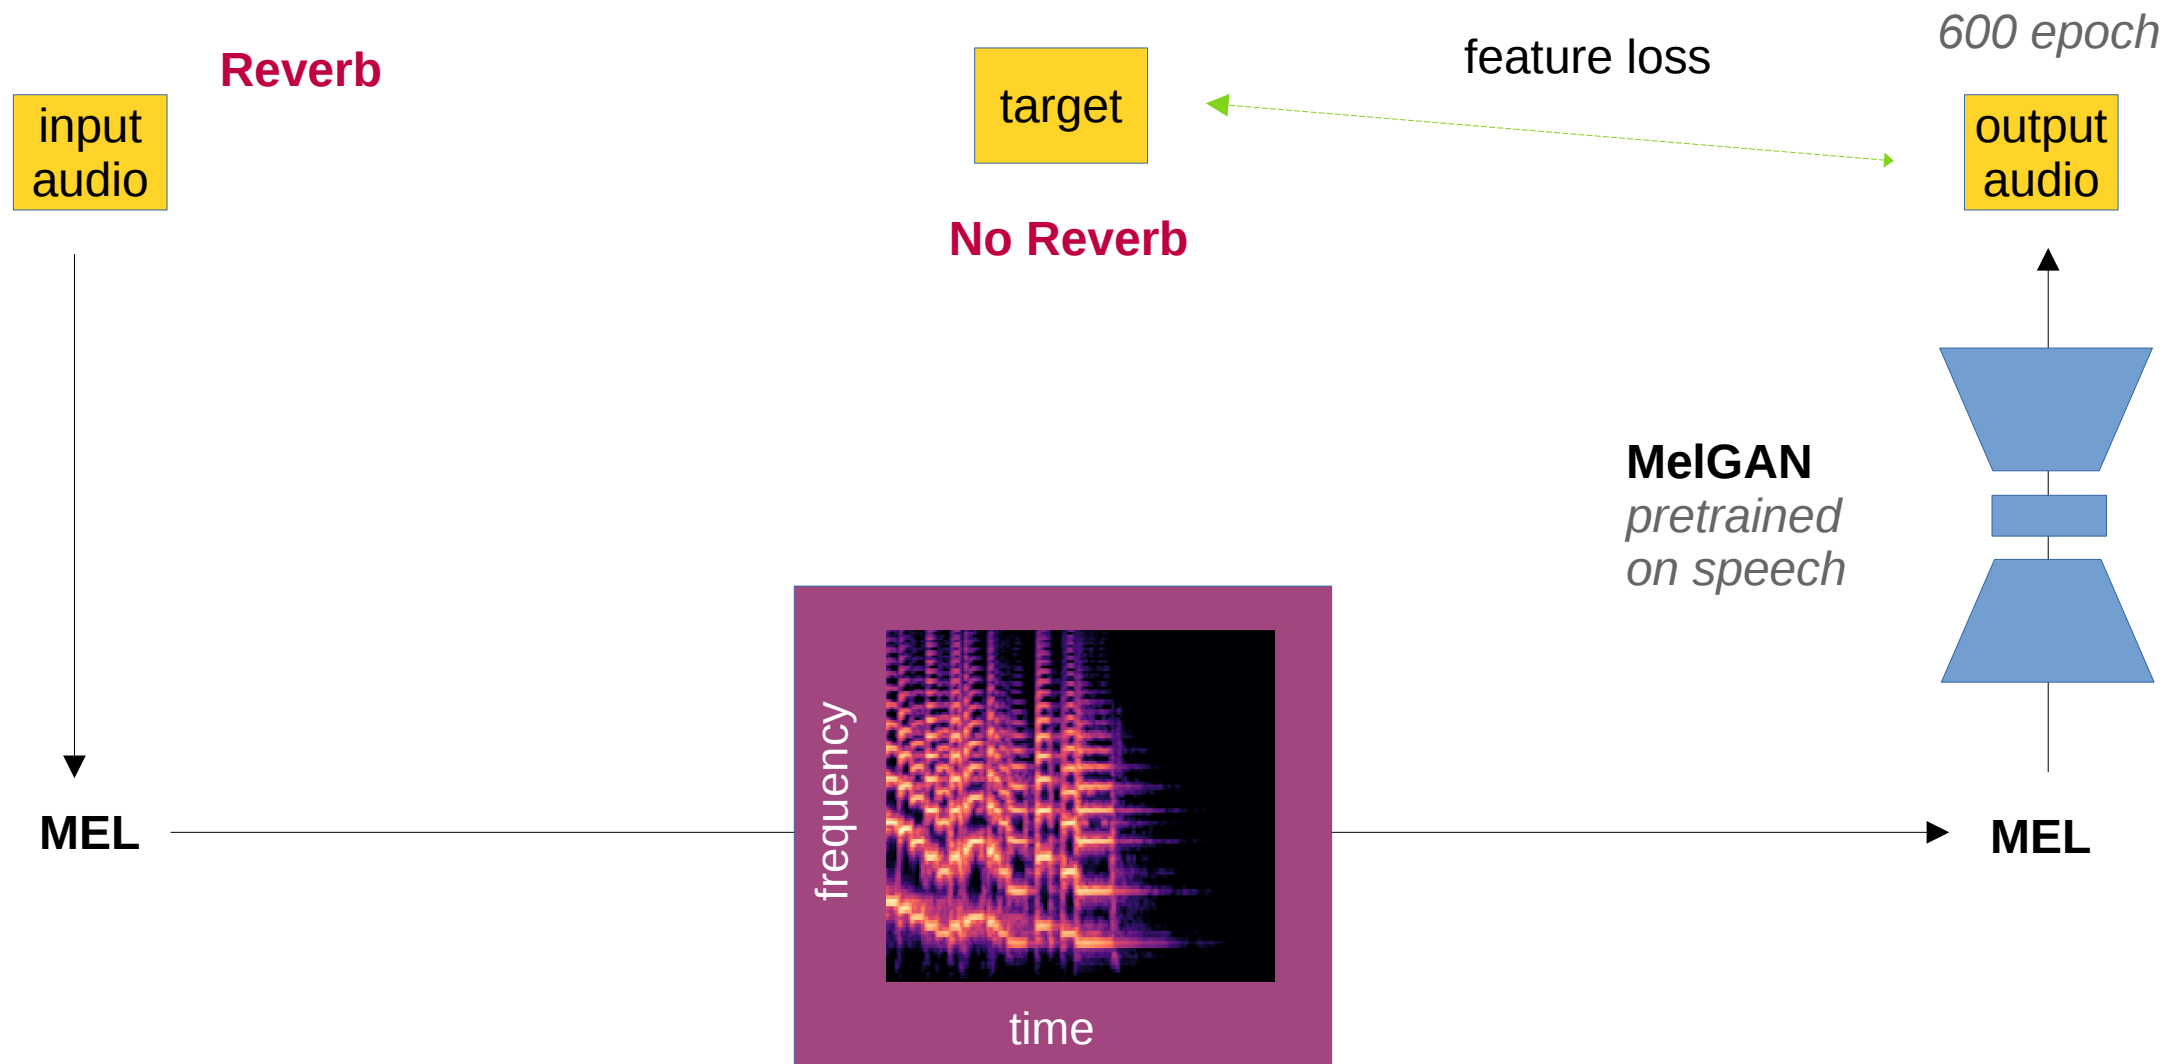 Reverb
input
audio
target
No Reverb
feature loss
600 epoch
output
audio
MelGAN
pretrained
on speech
MEL
frequency
time
MEL